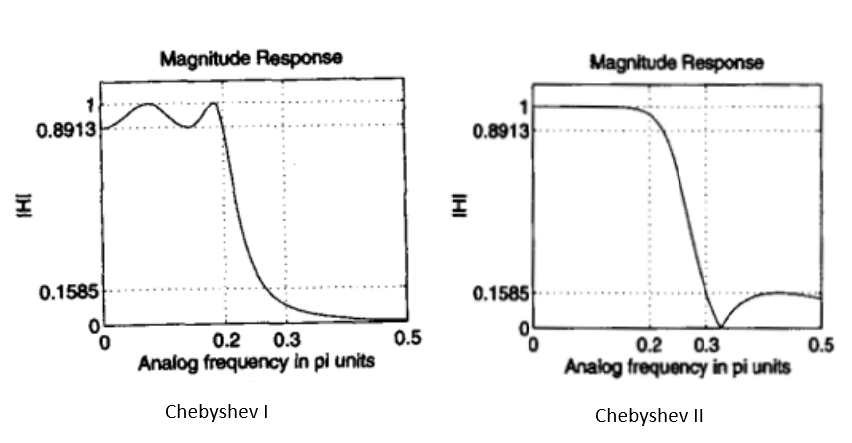 Magnitude Response
1
0.8913
|H|
0.1585
0
0 0.2 0.3 0.5
Analog frequency in pi units
Chebyshev I
Magnitude Response
1
0.8913
|H|
0.1585
0
0 0.2 0.3 0.5
Analog frequency in pi units
Chebyshev II